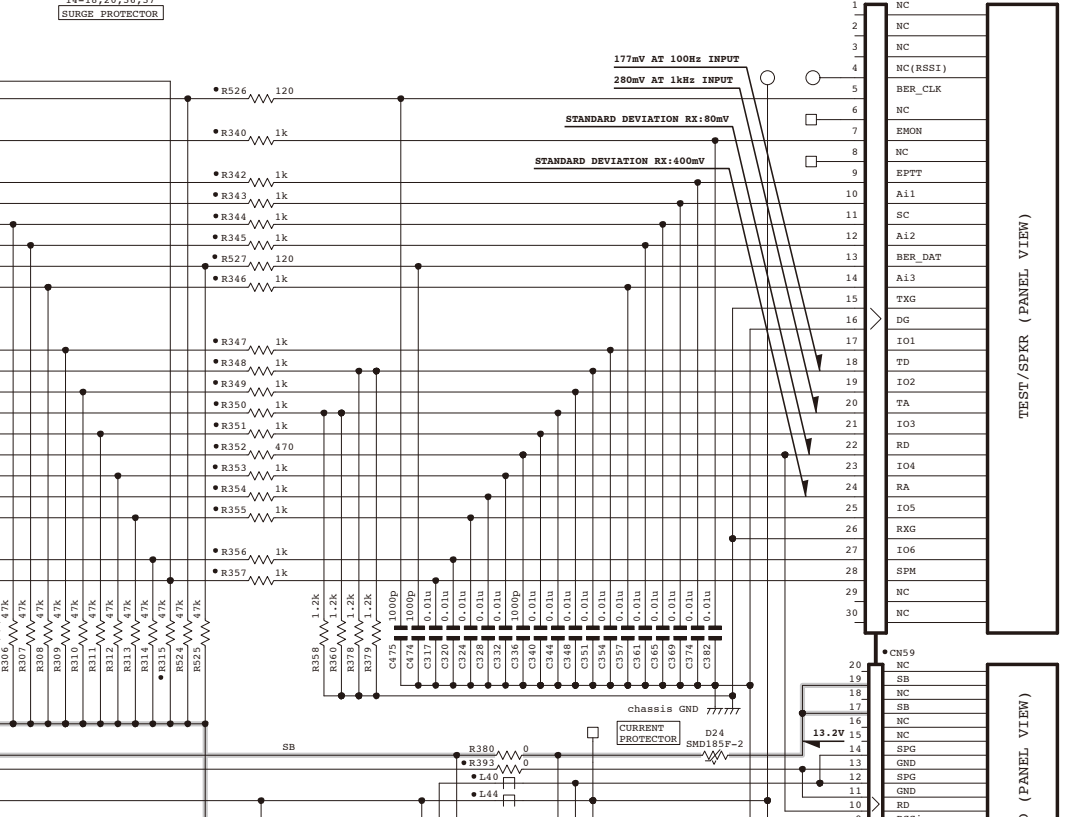 SURGE PROTECTOR
177mV AT 100Hz INPUT
280mV AT 1kHz INPUT
STANDARD DEVIATION RX:80mV
STANDARD DEVIATION RX:400mV
R526 120
R340 1k
R342 1k
R343 1k
R344 1k
R345 1k
R527 120
R346 1k
R347 1k
R348 1k
R349 1k
R350 1k
R351 1k
R352 470
R353 1k
R354 1k
R355 1k
R356 1k
R357 1k
1 NC
2 NC
3 NC
4 NC(RSSI)
5 BER_CLK
6 NC
7 EMON
8 NC
9 EPTT
10 Ai1
11 SC
12 Ai2
13 BER_DAT
14 Ai3
15 TXG
16 DG
17 IO1
18 TD
19 IO2
20 TA
21 IO3
22 RD
23 IO4
24 RA
25 IO5
26 RXG
27 IO6
28 SPM
29 NC
30 NC
TEST/SPKR (PANEL VIEW)
R306 47k
R307 47k
R308 47k
R309 47k
R310 47k
R311 47k
R312 47k
R313 47k
R314 47k
R315 47k
R524 47k
R525 47k
R358 1.2k
R360 1.2k
R378 1.2k
R379 1.2k
C475 1000p
C474 1000p
C317 0.01u
C320 0.01u
C324 0.01u
C328 0.01u
C332 0.01u
C336 1000p
C340 0.01u
C344 0.01u
C348 0.01u
C351 0.01u
C354 0.01u
C357 0.01u
C361 0.01u
C365 0.01u
C369 0.01u
C374 0.01u
C382 0.01u
chassis GND
CURRENT
PROTECTOR
D24
SMD185F-2
13.2V
SB
R380 0
R393 0
L40
L44
CN59
20 NC
19 SB
18 NC
17 SB
16 NC
15 NC
14 SPG
13 GND
12 SPG
11 GND
10 RD
(PANEL VIEW)